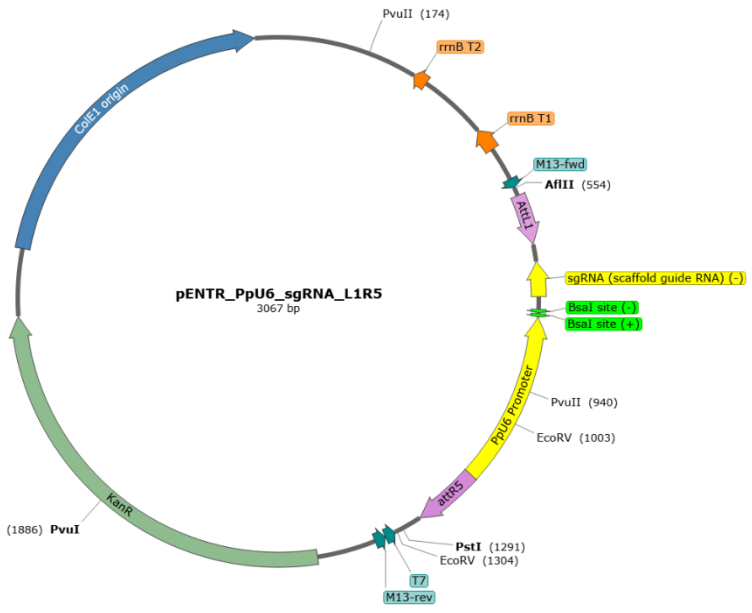 PvuII (174)
rrnB T2
rrnB T1
M13-fwd
AflII (554)
AttL1
sgRNA (scaffold guide RNA) (-)
BsaI site (-)
BsaI site (+)
PpU6 Promoter
PvuII (940)
EcoRV (1003)
attR5
PstI (1291)
EcoRV (1304)
T7
M13-rev
KanR
(1886) PvuI
ColE1 origin
pENTR_PpU6_sgRNA_L1R5
3067 bp